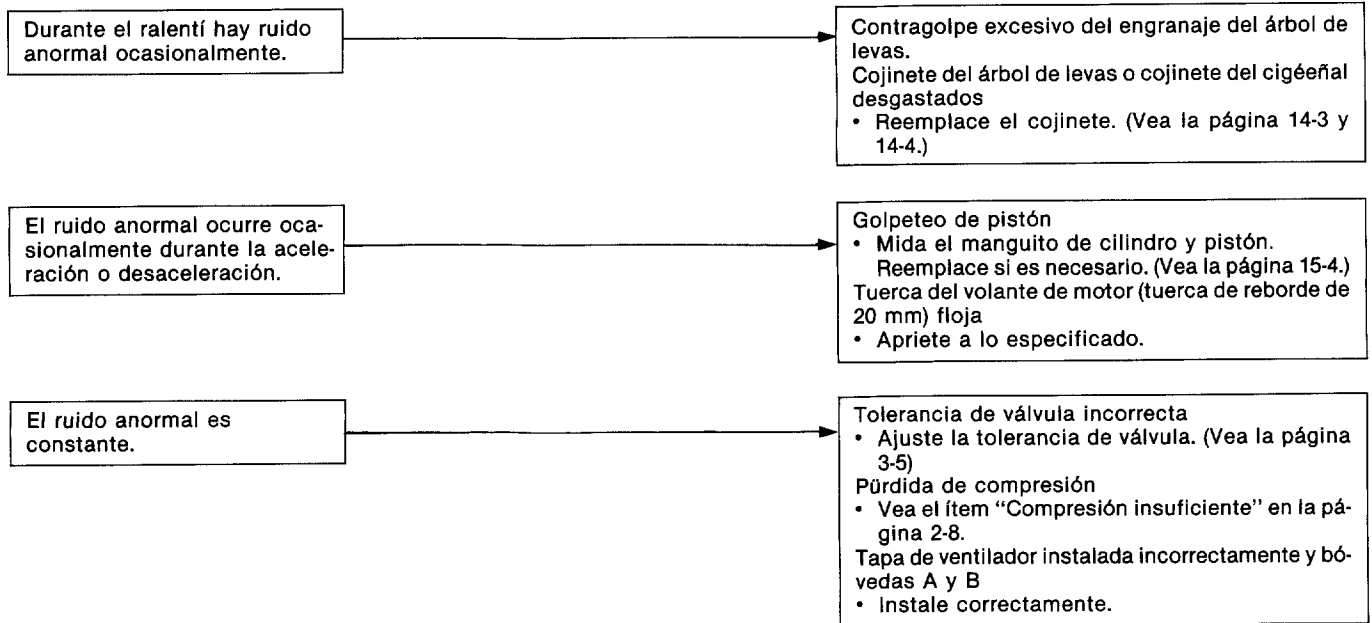 Durante el ralentí hay ruido
anormal ocasionalmente.
Contragolpe excesivo del engranaje del árbol de
levas.
Cojinete del árbol de levas o cojinete del cigéeñal
desgastados
• Reemplace el cojinete. (Vea la página 14-3 y
14-4.)
El ruido anormal ocurre oca-
sionalmente durante la acele-
ración o desaceleración.
Golpeteo de pistón
• Mida el manguito de cilindro y pistón.
Reemplace si es necesario. (Vea la página 15-4.)
Tuerca del volante de motor (tuerca de reborde de
20 mm) floja
• Apriete a lo especificado.
El ruido anormal es
constante.
Tolerancia de válvula incorrecta
• Ajuste la tolerancia de válvula. (Vea la página
3-5)
Pürdida de compresión
• Vea el ítem “Compresión insuficiente” en la pá-
gina 2-8.
Tapa de ventilador instalada incorrectamente y bó-
vedas A y B
• Instale correctamente.